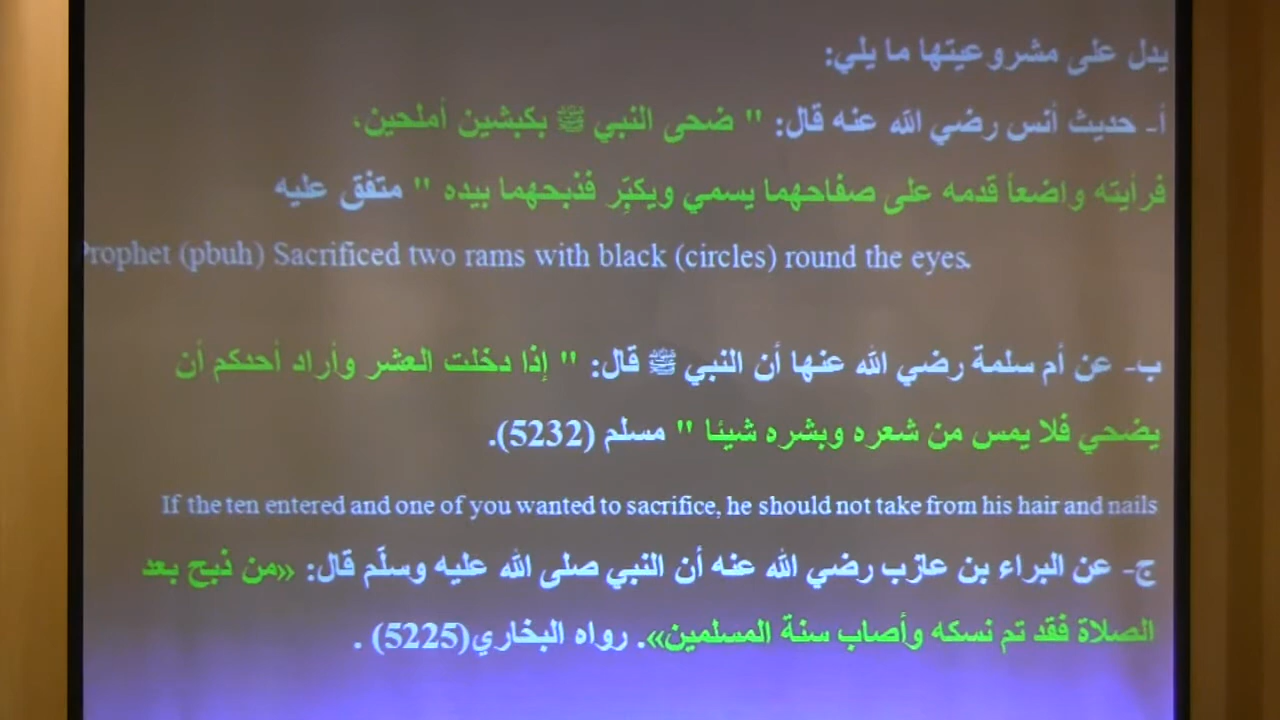 يدل على مشروعيتها ما يلي:
أ- حديث أنس رضي الله عنه قال: " ضحى النبي ﷺ بكبشين أملحين،
فرأيته واضعاً قدمه على صفاحهما يسمي ويكبِّر فذبحهما بيده " متفق عليه
Prophet (pbuh) Sacrificed two rams with black (circles) round the eyes.
ب- عن أم سلمة رضي الله عنها أن النبي ﷺ قال: " إذا دخلت العشر وأراد أحدكم أن
يضحي فلا يمس من شعره وبشره شيئا " مسلم (5232).
If the ten entered and one of you wanted to sacrifice, he should not take from his hair and nails
ج- عن البراء بن عازب رضي الله عنه أن النبي صلى الله عليه وسلّم قال: «من ذبح بعد
الصلاة فقد تم نسكه وأصاب سنة المسلمين». رواه البخاري(5225) .